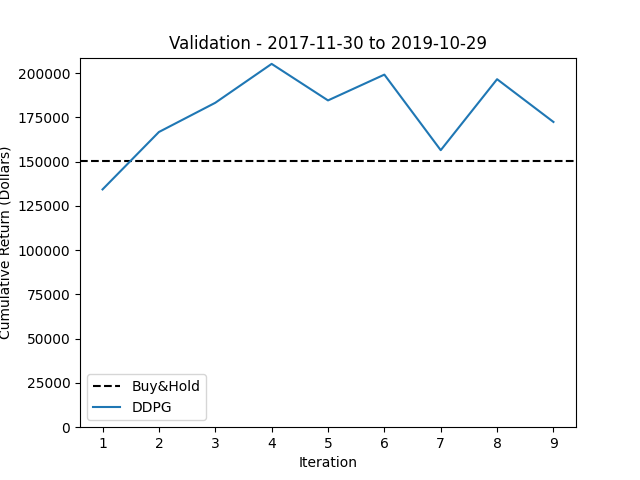 Validation - 2017-11-30 to 2019-10-29
Cumulative Return (Dollars)
200000
175000
150000
125000
100000
75000
50000
25000
0
Buy&Hold
DDPG
1 2 3 4 5 6 7 8 9
Iteration